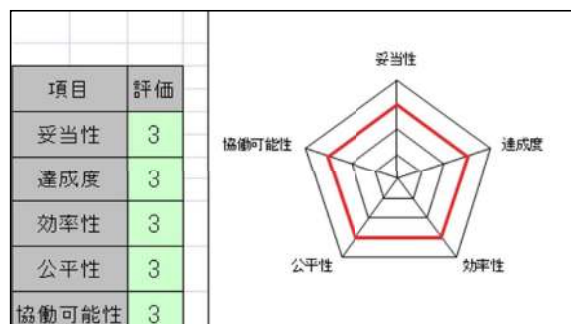 項目 評価
妥当性 3
達成度 3
効率性 3
公平性 3
協働可能性 3
妥当性
協働可能性 達成度
公平性 効率性